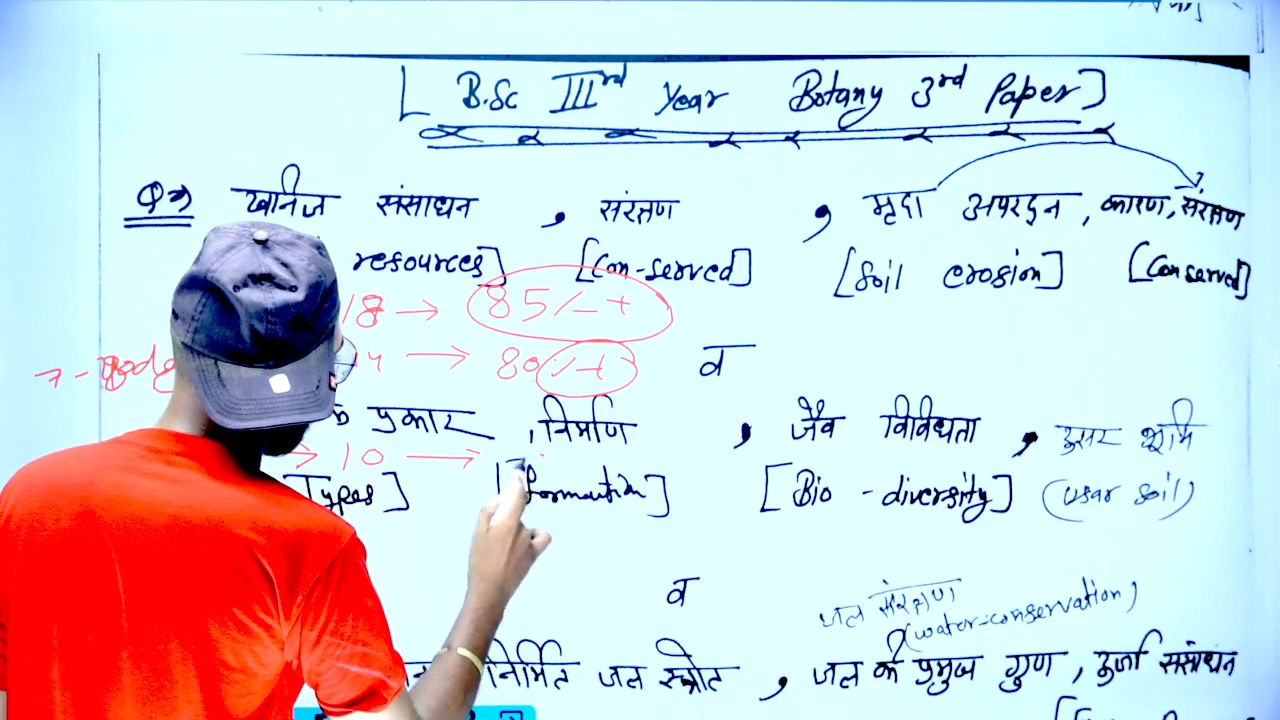 [ B.Sc IIIrd Year Botany 3rd Paper]
खनिज संसाधन , संरक्षण , मृदा अपरदन , कारण, संरक्षण
resources] [Con-served] [Soil erosion] [Conserved]
18 → 85%+
→ 80%+
व
प्रकार , निर्माण , जैव विविधता , ऊसर भूमि
→ 10 →
Types] [formation] [Bio - diversity] (usar soil)
व
जल संरक्षण
(water-conservation)
निर्मित जल स्त्रोत , जल के प्रमुख गुण , ऊर्जा संसाधन